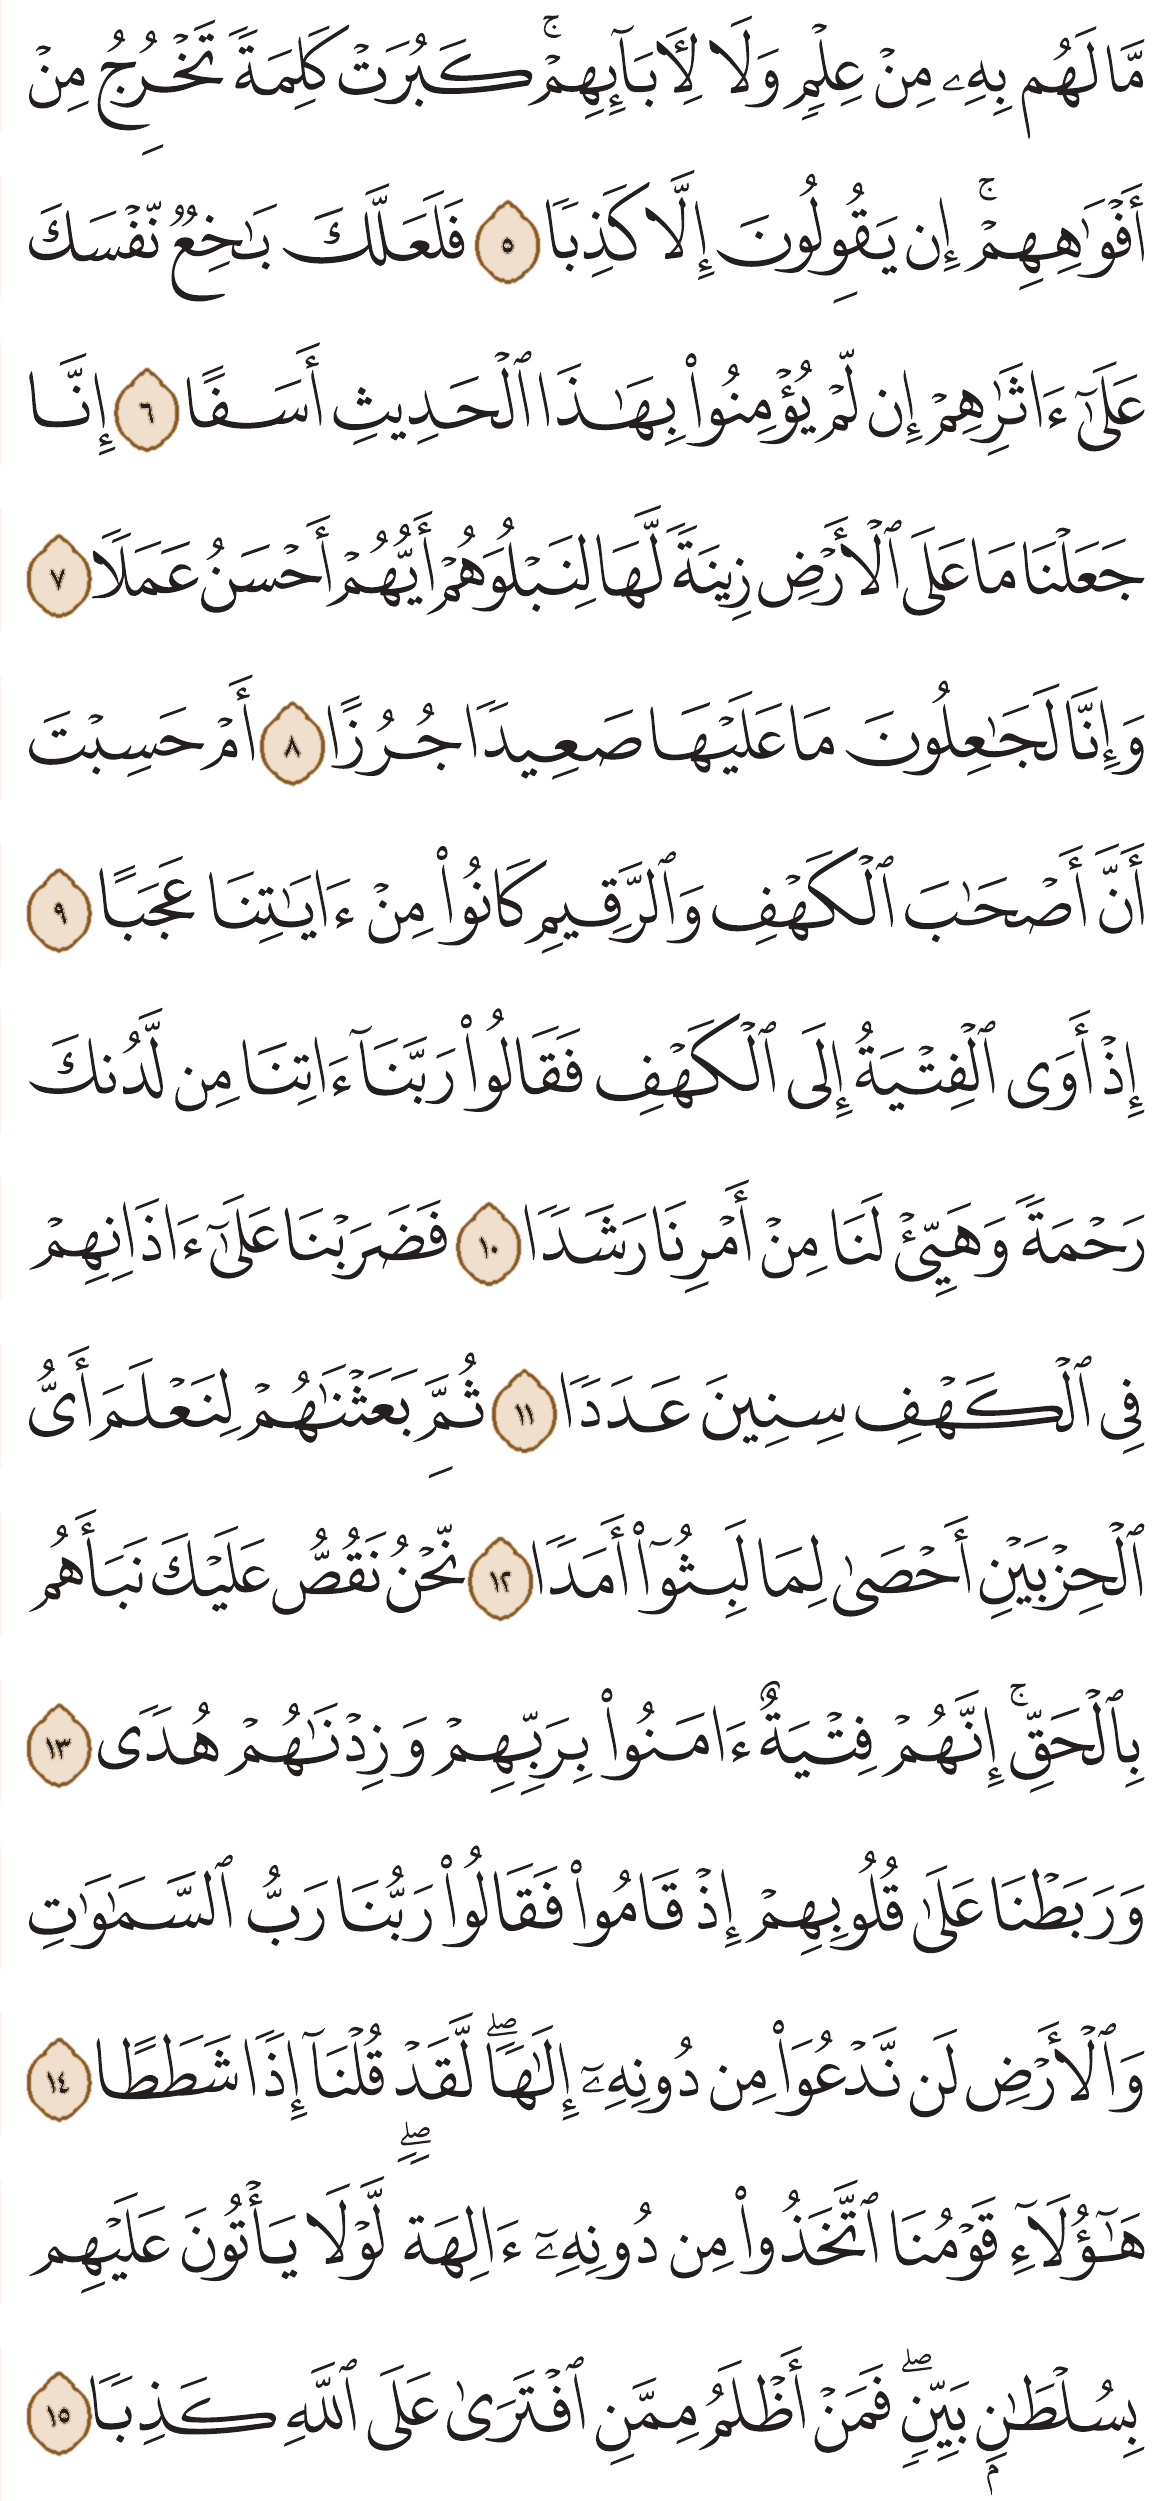 مَّا لَهُم بِهِۦ مِنْ عِلْمٍ وَلَا لِأَبَآئِهِمْ ۚ كَبُرَتْ كَلِمَةً تَخْرُجُ مِنْ
أَفْوَٰهِهِمْ ۚ إِن يَقُولُونَ إِلَّا كَذِبًا ٥ فَلَعَلَّكَ بَـٰخِعٌ نَّفْسَكَ
عَلَىٰٓ ءَاثَـٰرِهِمْ إِن لَّمْ يُؤْمِنُوا۟ بِهَـٰذَا ٱلْحَدِيثِ أَسَفًا ٦ إِنَّا
جَعَلْنَا مَا عَلَى ٱلْأَرْضِ زِينَةً لَّهَا لِنَبْلُوَهُمْ أَيُّهُمْ أَحْسَنُ عَمَلًا ٧
وَإِنَّا لَجَـٰعِلُونَ مَا عَلَيْهَا صَعِيدًا جُرُزًا ٨ أَمْ حَسِبْتَ
أَنَّ أَصْحَـٰبَ ٱلْكَهْفِ وَٱلرَّقِيمِ كَانُوا۟ مِنْ ءَايَـٰتِنَا عَجَبًا ٩
إِذْ أَوَى ٱلْفِتْيَةُ إِلَى ٱلْكَهْفِ فَقَالُوا۟ رَبَّنَآ ءَاتِنَا مِن لَّدُنكَ
رَحْمَةً وَهَيِّئْ لَنَا مِنْ أَمْرِنَا رَشَدًا ١٠ فَضَرَبْنَا عَلَىٰٓ ءَاذَانِهِمْ
فِى ٱلْكَهْفِ سِنِينَ عَدَدًا ١١ ثُمَّ بَعَثْنَـٰهُمْ لِنَعْلَمَ أَىُّ
ٱلْحِزْبَيْنِ أَحْصَىٰ لِمَا لَبِثُوٓا۟ أَمَدًا ١٢ نَّحْنُ نَقُصُّ عَلَيْكَ نَبَأَهُم
بِٱلْحَقِّ ۚ إِنَّهُمْ فِتْيَةٌ ءَامَنُوا۟ بِرَبِّهِمْ وَزِدْنَـٰهُمْ هُدًى ١٣
وَرَبَطْنَا عَلَىٰ قُلُوبِهِمْ إِذْ قَامُوا۟ فَقَالُوا۟ رَبُّنَا رَبُّ ٱلسَّمَـٰوَٰتِ
وَٱلْأَرْضِ لَن نَّدْعُوَا۟ مِن دُونِهِۦٓ إِلَـٰهًا ۖ لَّقَدْ قُلْنَآ إِذًا شَطَطًا ١٤
هَـٰٓؤُلَآءِ قَوْمُنَا ٱتَّخَذُوا۟ مِن دُونِهِۦٓ ءَالِهَةً ۖ لَّوْلَا يَأْتُونَ عَلَيْهِم
بِسُلْطَـٰنٍۭ بَيِّنٍ ۖ فَمَنْ أَظْلَمُ مِمَّنِ ٱفْتَرَىٰ عَلَى ٱللَّهِ كَذِبًا ١٥